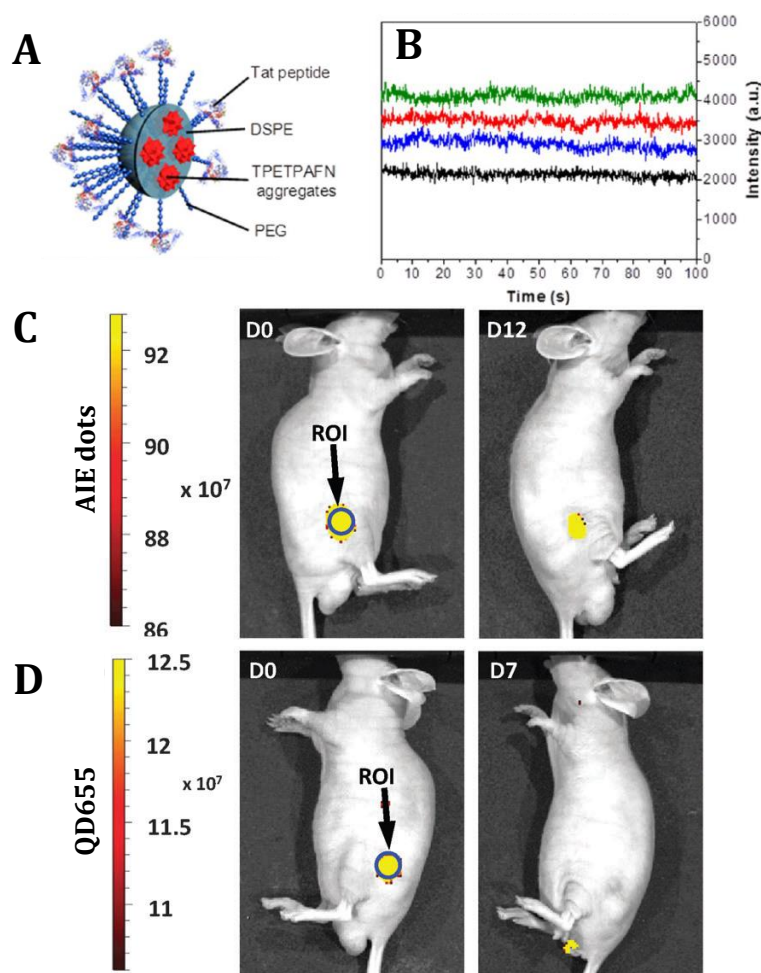 A
Tat peptide
DSPE
TPETPAFN
aggregates
PEG
B
6000
5000
4000
3000
2000
1000
0
Intensity (a.u.)
0 10 20 30 40 50 60 70 80 90 100
Time (s)
C
AIE dots
92
90
88
86
x 10⁷
D0
ROI
D12
D
QD655
12.5
12
11.5
11
x 10⁷
D0
ROI
D7